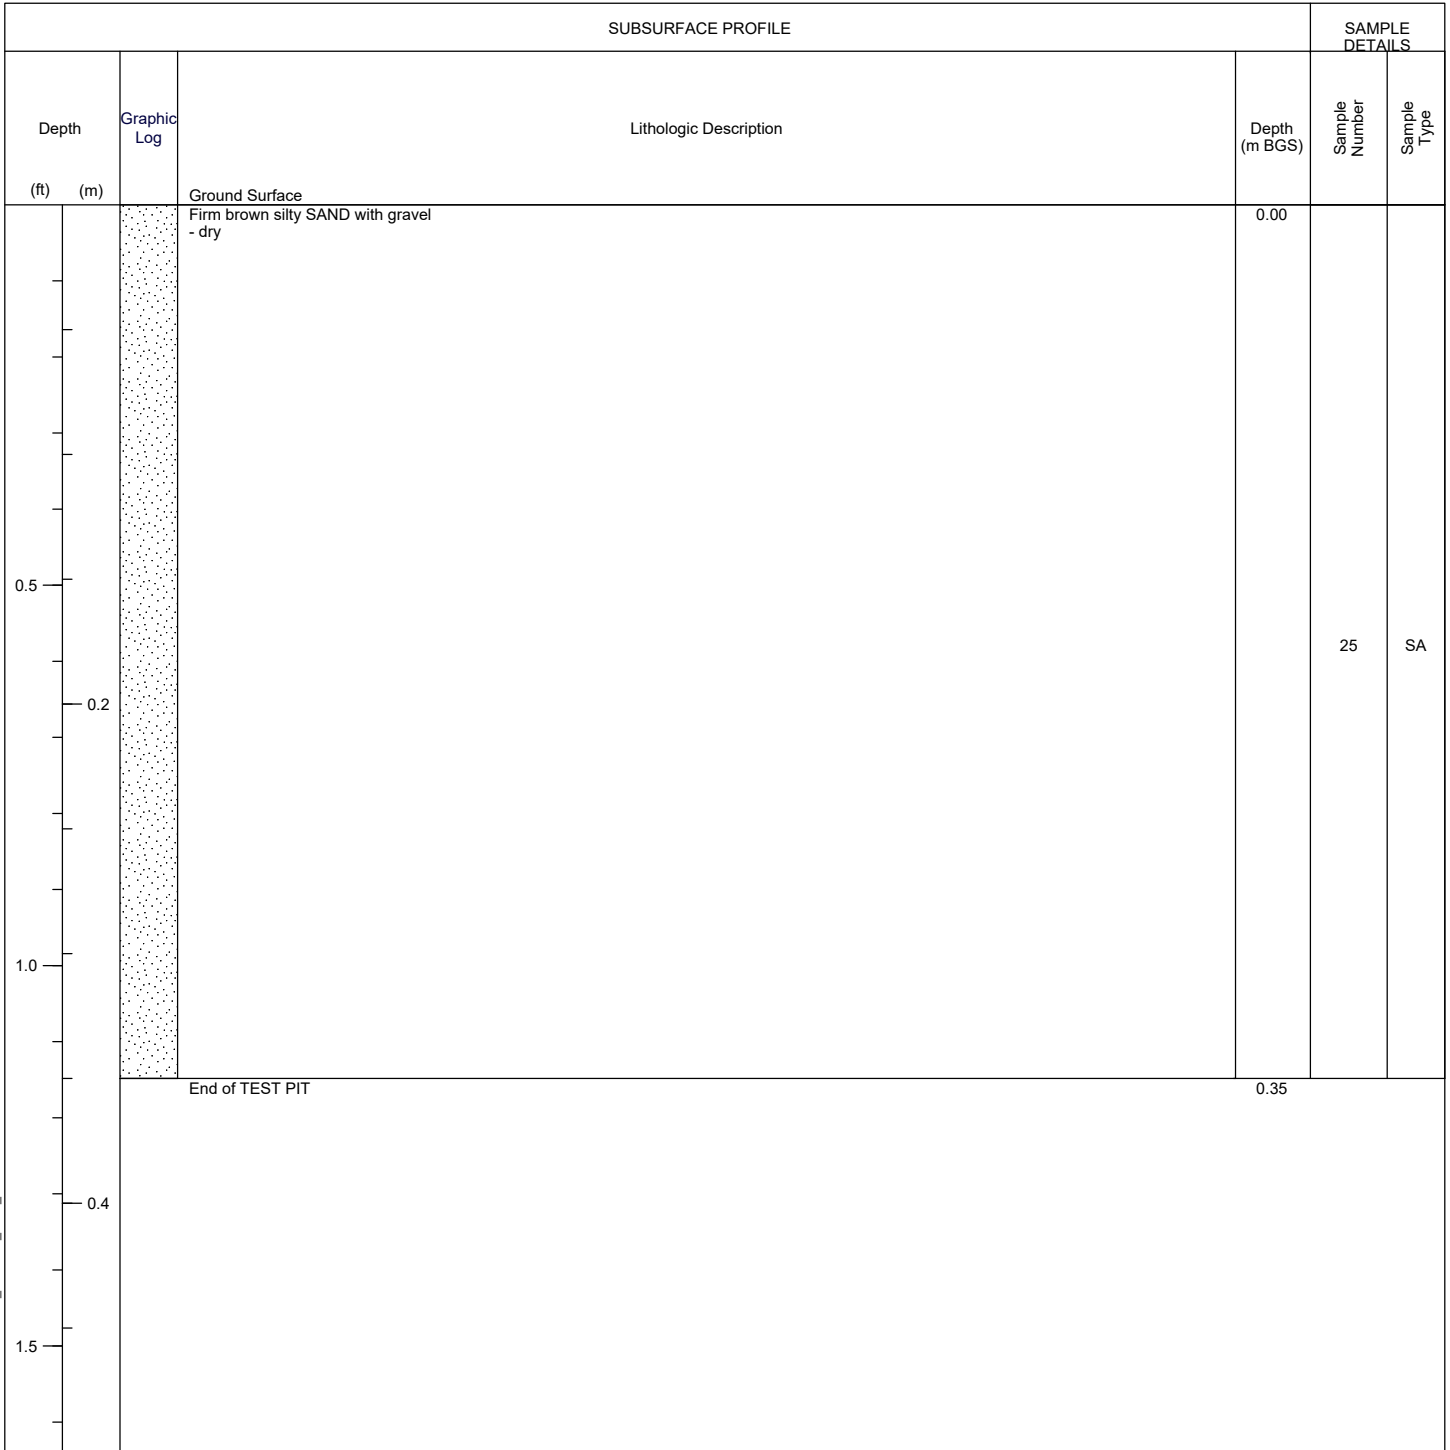 SUBSURFACE PROFILE
SAMPLE
DETAILS
Depth
Graphic
Log
Lithologic Description
Depth
(m BGS)
Sample
Number
Sample
Type
(ft) (m)
Ground Surface
Firm brown silty SAND with gravel
- dry
0.00
0.5
25 SA
0.2
1.0
End of TEST PIT
0.35
0.4
1.5